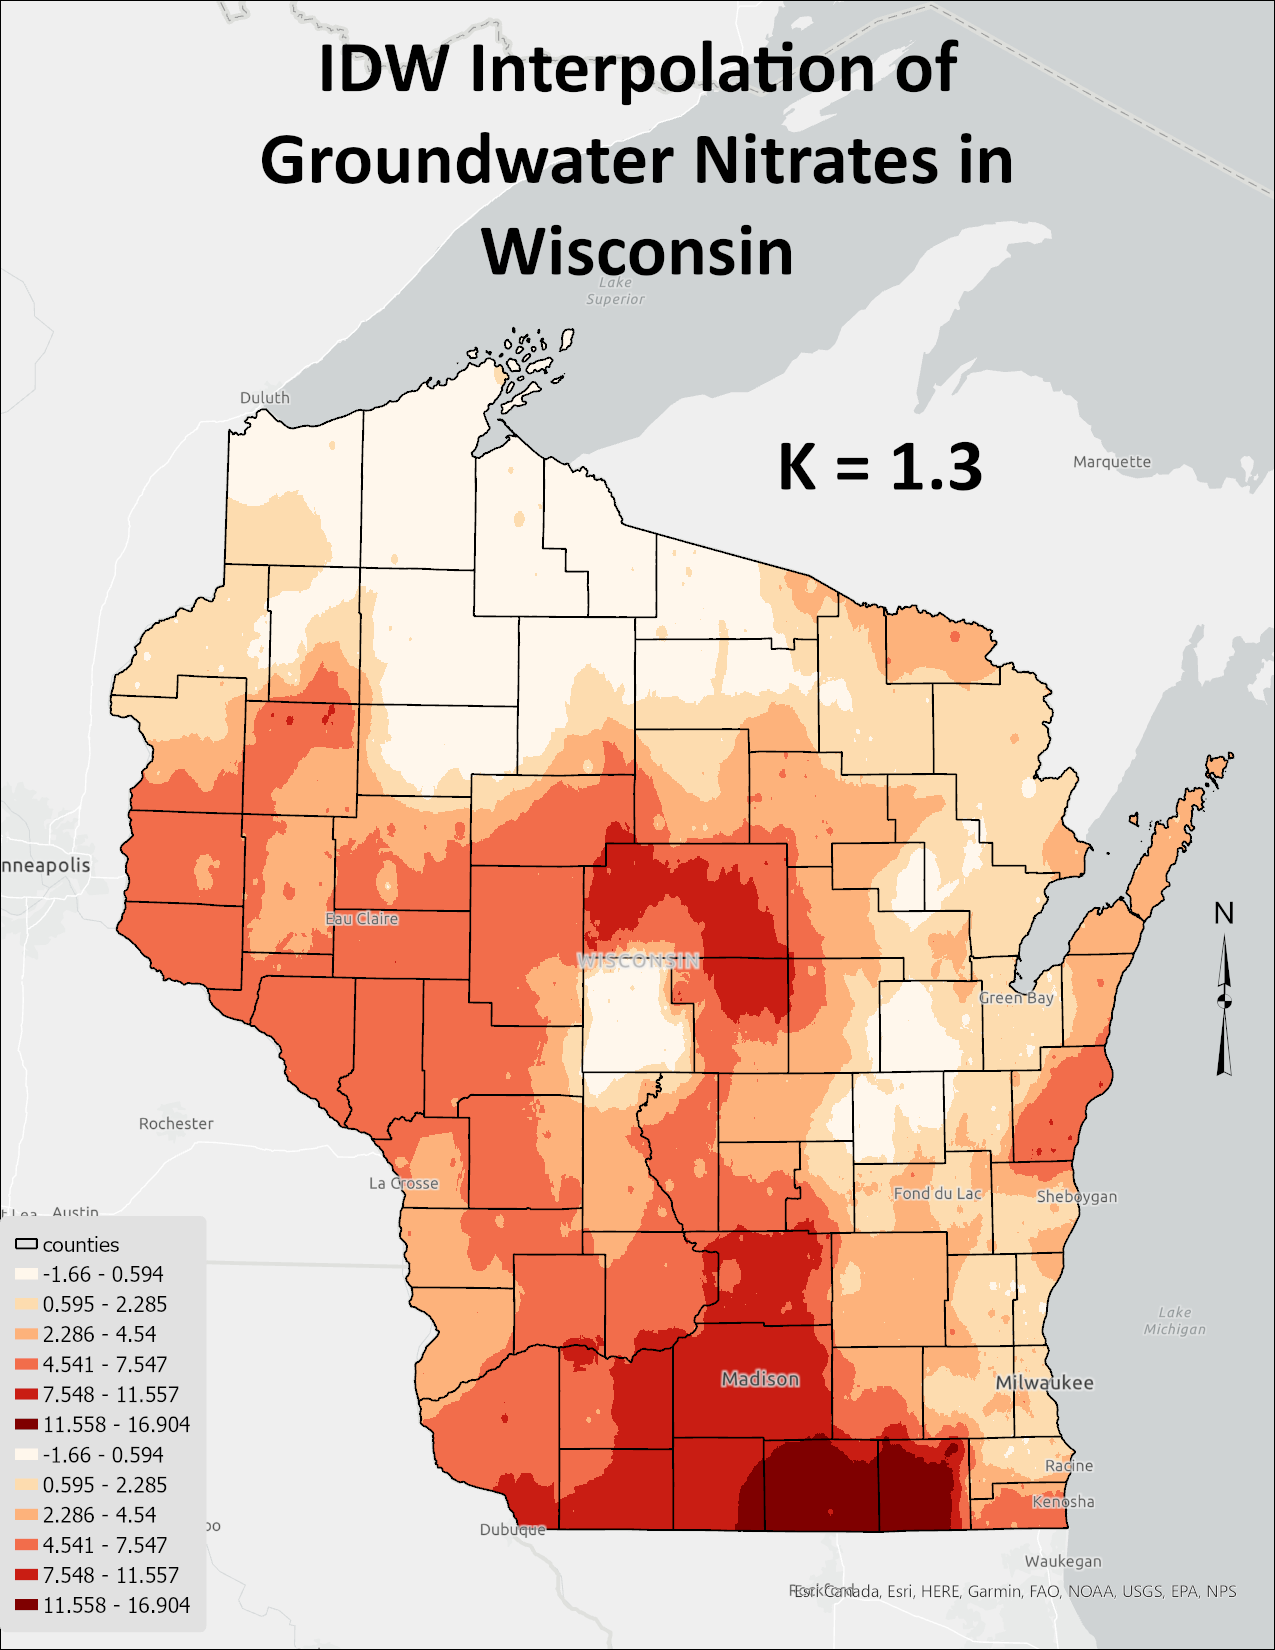 IDW Interpolation of
Groundwater Nitrates in
Wisconsin
Lake
Superior
Duluth
K = 1.3
Marquette
nneapolis
Eau Claire
N
WISCONSIN
Green Bay
Rochester
La Crosse
Fond du Lac
Sheboygan
t Lea
Austin
counties
-1.66 - 0.594
0.595 - 2.285
2.286 - 4.54
4.541 - 7.547
7.548 - 11.557
11.558 - 16.904
-1.66 - 0.594
0.595 - 2.285
2.286 - 4.54
4.541 - 7.547
7.548 - 11.557
11.558 - 16.904
Lake
Michigan
Madison
Milwaukee
Racine
Kenosha
oo
Dubuque
Waukegan
Rockford
Esri Canada, Esri, HERE, Garmin, FAO, NOAA, USGS, EPA, NPS